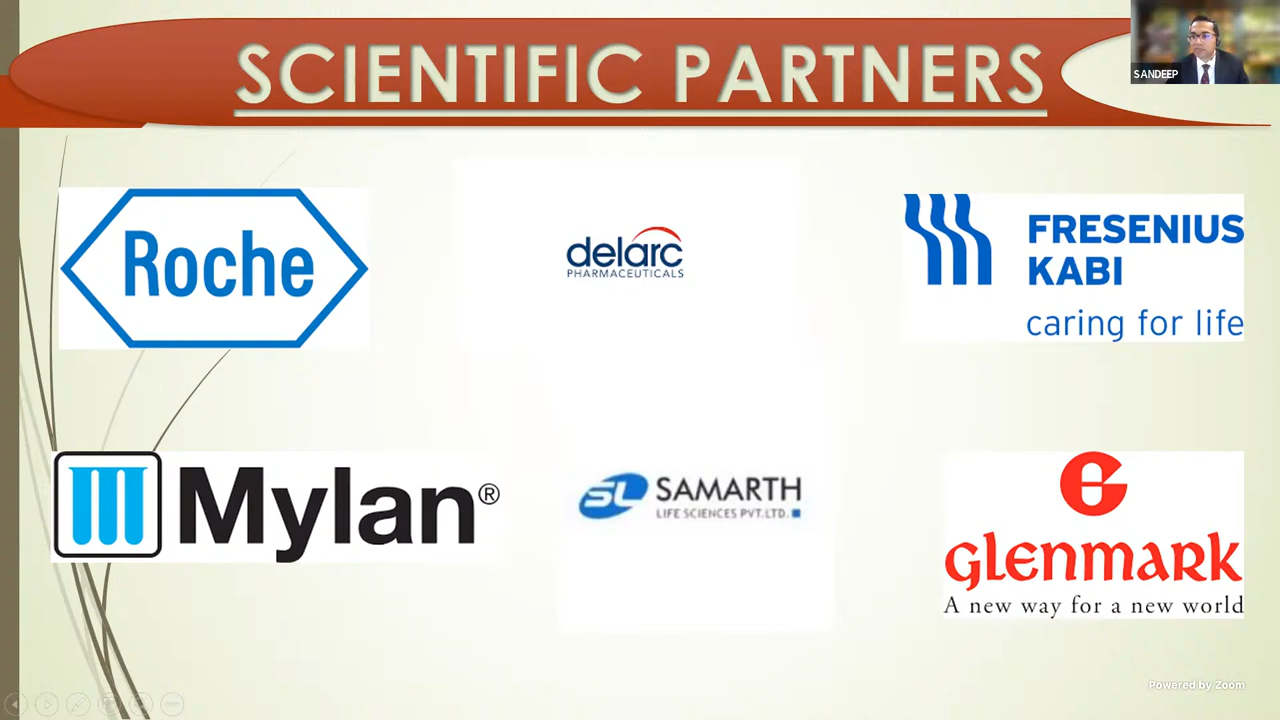 SCIENTIFIC PARTNERS
SANDEEP
Roche
delarc
PHARMACEUTICALS
FRESENIUS
KABI
caring for life
Mylan®
SL SAMARTH
LIFE SCIENCES PVT.LTD.
glenmark
A new way for a new world
Powered by Zoom